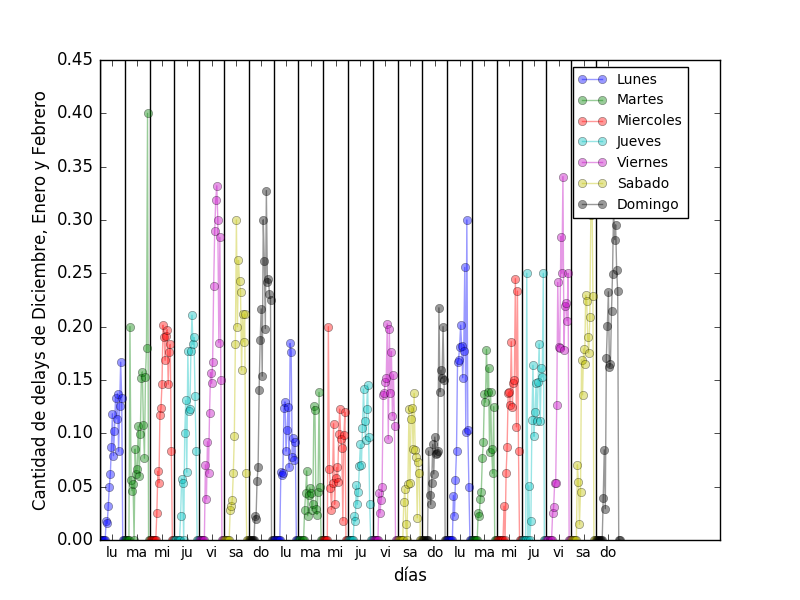 0.45
0.40
0.35
0.30
0.25
0.20
0.15
0.10
0.05
0.00
Cantidad de delays de Diciembre, Enero y Febrero
Lunes
Martes
Miercoles
Jueves
Viernes
Sabado
Domingo
lu ma mi ju vi sa do lu ma mi ju vi sa do lu ma mi ju vi sa do
días